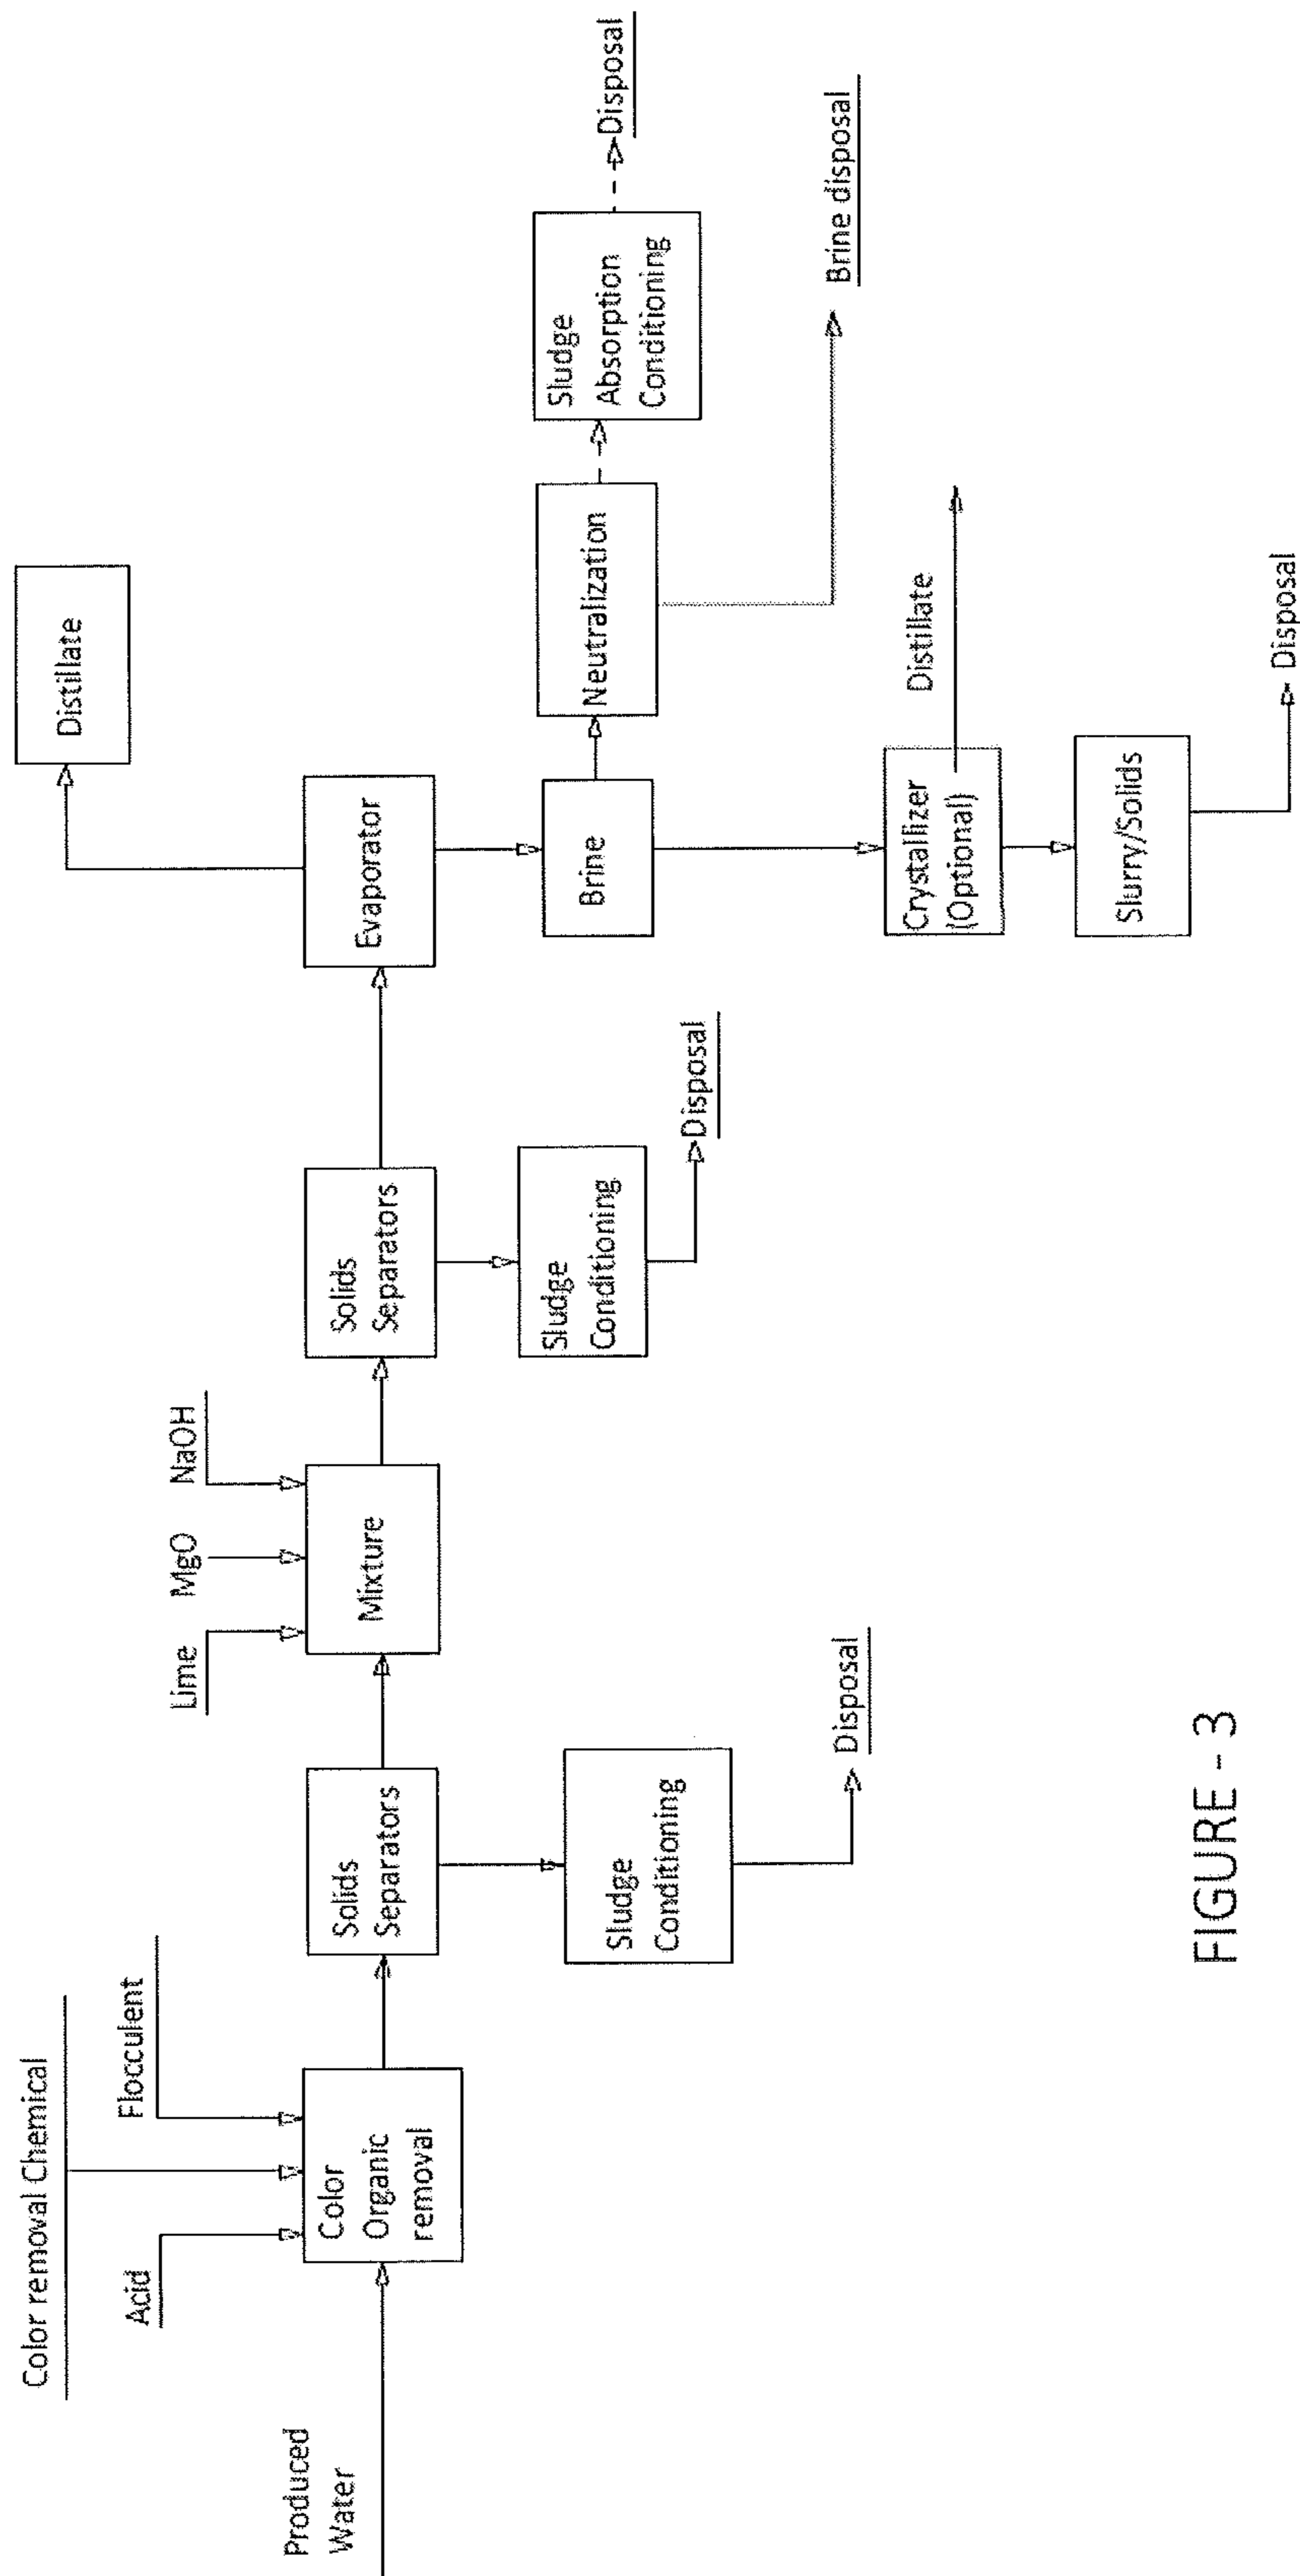 Color removal Chemical
Acid
Flocculent
Produced
Water
Color
Organic
removal
Solids
Separators
Sludge
Conditioning
Disposal
Lime
MgO
NaOH
Mixture
Solids
Separators
Sludge
Conditioning
Disposal
Evaporator
Distillate
Brine
Neutralization
Sludge
Absorption
Conditioning
Disposal
Brine disposal
Crystallizer
(Optional)
Distillate
Slurry/Solids
Disposal
FIGURE - 3